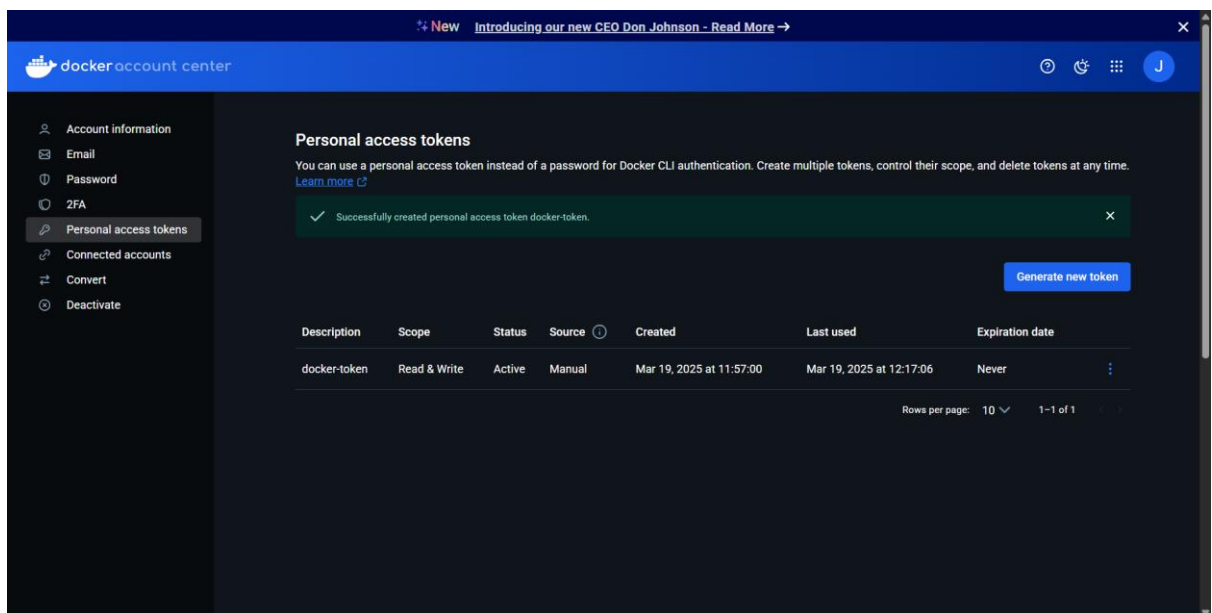 New Introducing our new CEO Don Johnson - Read More →
docker account center
J
Account information
Email
Password
2FA
Personal access tokens
Connected accounts
Convert
Deactivate
Personal access tokens
You can use a personal access token instead of a password for Docker CLI authentication. Create multiple tokens, control their scope, and delete tokens at any time.
Learn more
Successfully created personal access token docker-token.
Generate new token
Description Scope Status Source Created Last used Expiration date
docker-token Read & Write Active Manual Mar 19, 2025 at 11:57:00 Mar 19, 2025 at 12:17:06 Never
Rows per page: 10 1–1 of 1